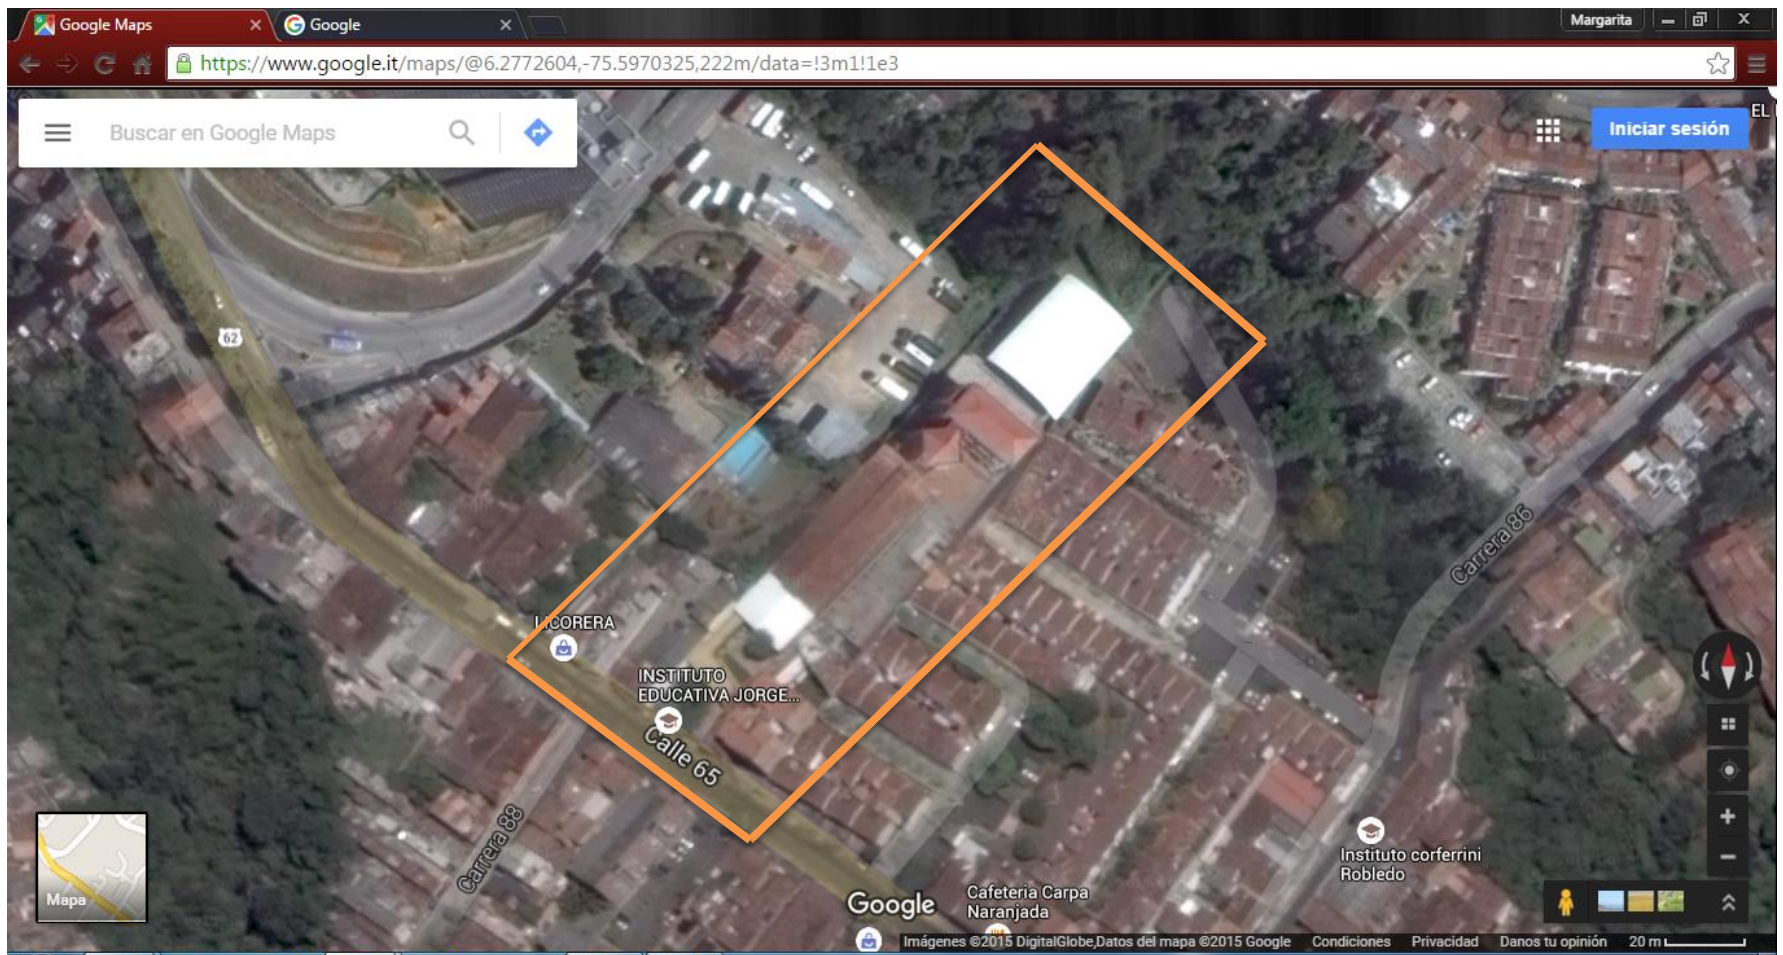 Google Maps
Google
Margarita
https://www.google.it/maps/@6.2772604,-75.5970325,222m/data=!3m1!1e3
Buscar en Google Maps
Iniciar sesión
EL
62
LICORERA
INSTITUTO
EDUCATIVA JORGE...
Calle 65
Carrera 88
Carrera 86
Instituto corferrini
Robledo
Cafeteria Carpa
Naranjada
Mapa
Google
Imágenes ©2015 DigitalGlobe,Datos del mapa ©2015 Google Condiciones Privacidad Danos tu opinión 20 m